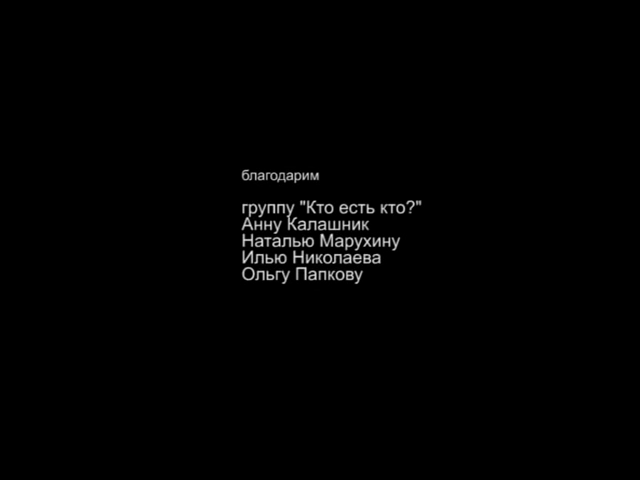 благодарим
группу "Кто есть кто?"
Анну Калашник
Наталью Марухину
Илью Николаева
Ольгу Папкову